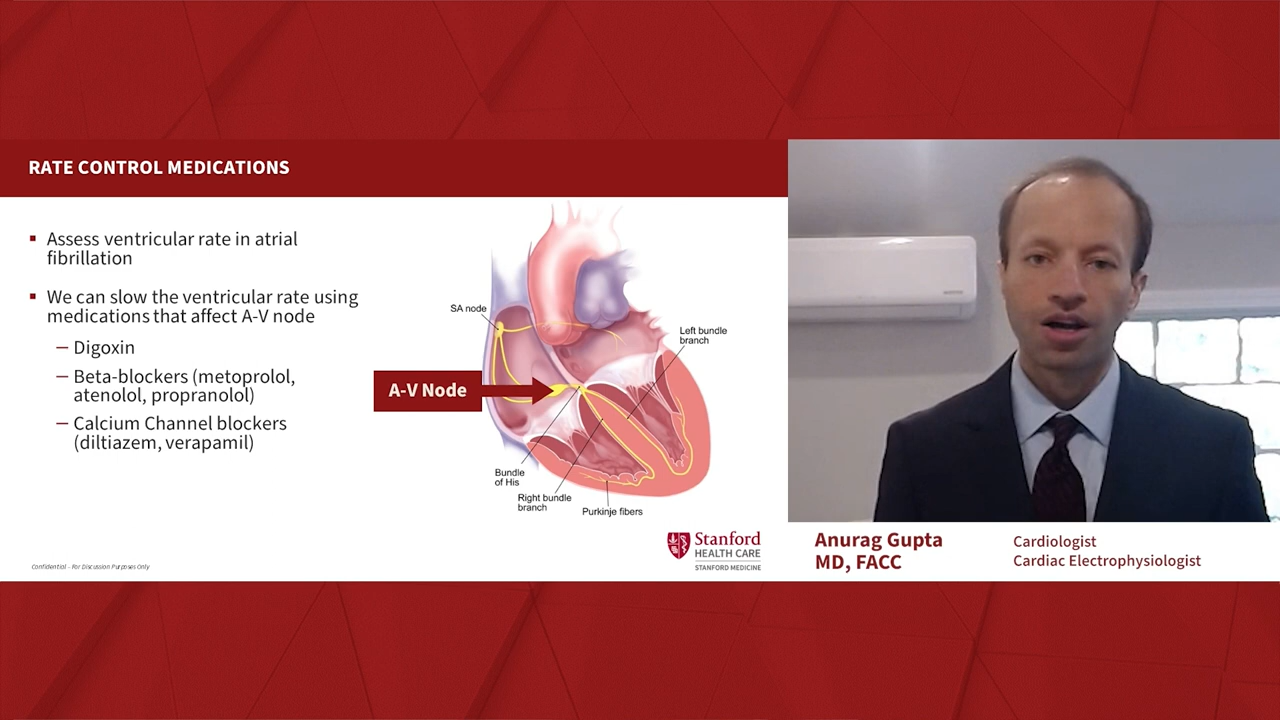 RATE CONTROL MEDICATIONS
▪ Assess ventricular rate in atrial
fibrillation
▪ We can slow the ventricular rate using
medications that affect A-V node
— Digoxin
— Beta-blockers (metoprolol,
atenolol, propranolol)
— Calcium Channel blockers
(diltiazem, verapamil)
SA node
Left bundle
branch
A-V Node
Bundle
of His
Right bundle
branch
Purkinje fibers
Confidential - For Discussion Purposes Only
Stanford
HEALTH CARE
STANFORD MEDICINE
Anurag Gupta
MD, FACC
Cardiologist
Cardiac Electrophysiologist